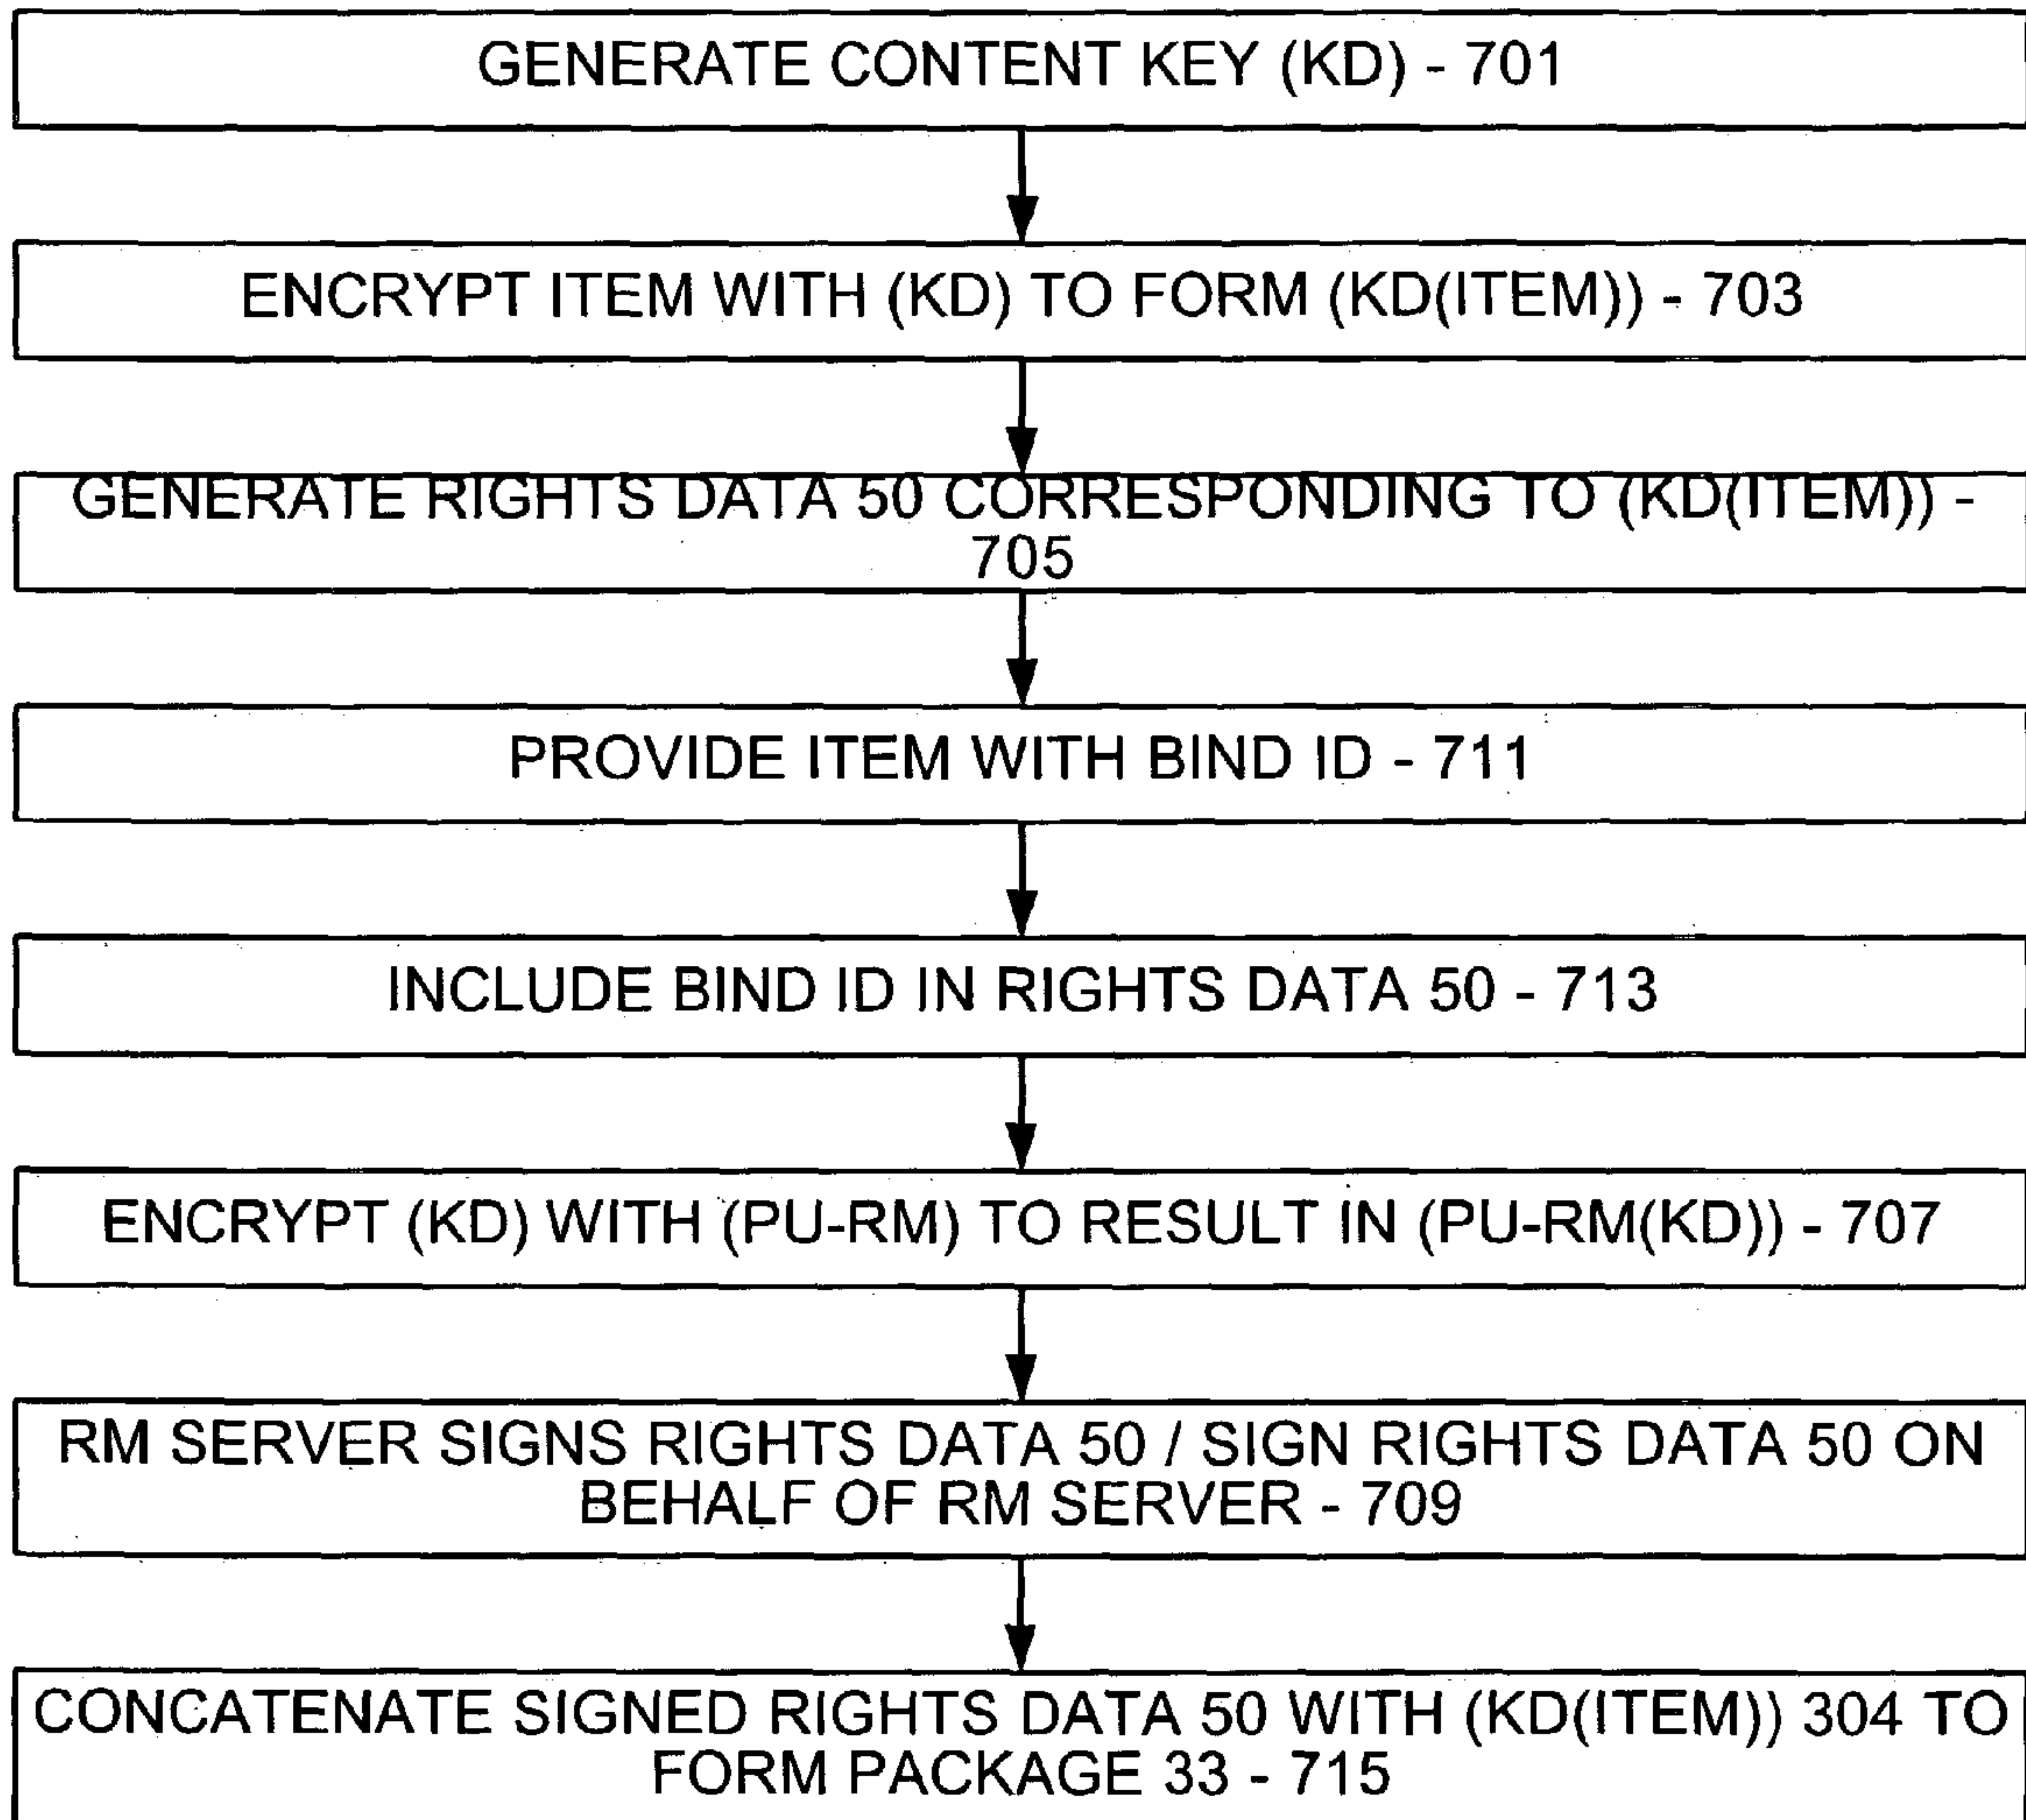 GENERATE CONTENT KEY (KD) - 701
ENCRYPT ITEM WITH (KD) TO FORM (KD(ITEM)) - 703
GENERATE RIGHTS DATA 50 CORRESPONDING TO (KD(ITEM)) -
705
PROVIDE ITEM WITH BIND ID - 711
INCLUDE BIND ID IN RIGHTS DATA 50 - 713
ENCRYPT (KD) WITH (PU-RM) TO RESULT IN (PU-RM(KD)) - 707
RM SERVER SIGNS RIGHTS DATA 50 / SIGN RIGHTS DATA 50 ON
BEHALF OF RM SERVER - 709
CONCATENATE SIGNED RIGHTS DATA 50 WITH (KD(ITEM)) 304 TO
FORM PACKAGE 33 - 715